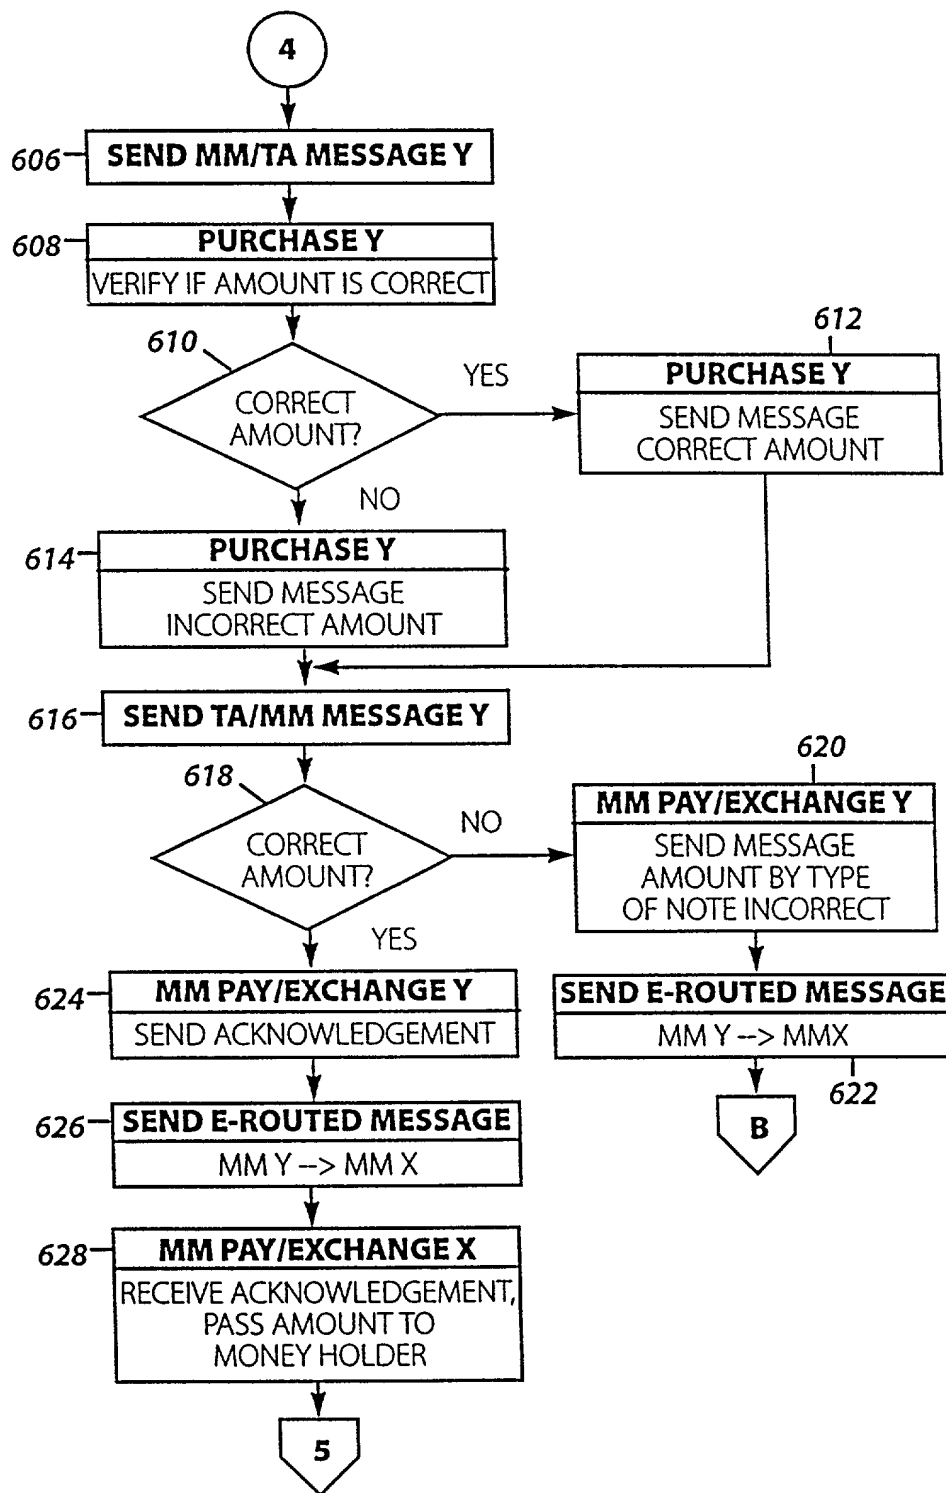 4
606
SEND MM/TA MESSAGE Y
608
PURCHASE Y
VERIFY IF AMOUNT IS CORRECT
610
CORRECT
AMOUNT?
YES
NO
612
PURCHASE Y
SEND MESSAGE
CORRECT AMOUNT
614
PURCHASE Y
SEND MESSAGE
INCORRECT AMOUNT
616
SEND TA/MM MESSAGE Y
618
CORRECT
AMOUNT?
NO
YES
620
MM PAY/EXCHANGE Y
SEND MESSAGE
AMOUNT BY TYPE
OF NOTE INCORRECT
SEND E-ROUTED MESSAGE
MM Y --> MMX
622
B
624
MM PAY/EXCHANGE Y
SEND ACKNOWLEDGEMENT
626
SEND E-ROUTED MESSAGE
MM Y --> MM X
628
MM PAY/EXCHANGE X
RECEIVE ACKNOWLEDGEMENT,
PASS AMOUNT TO
MONEY HOLDER
5